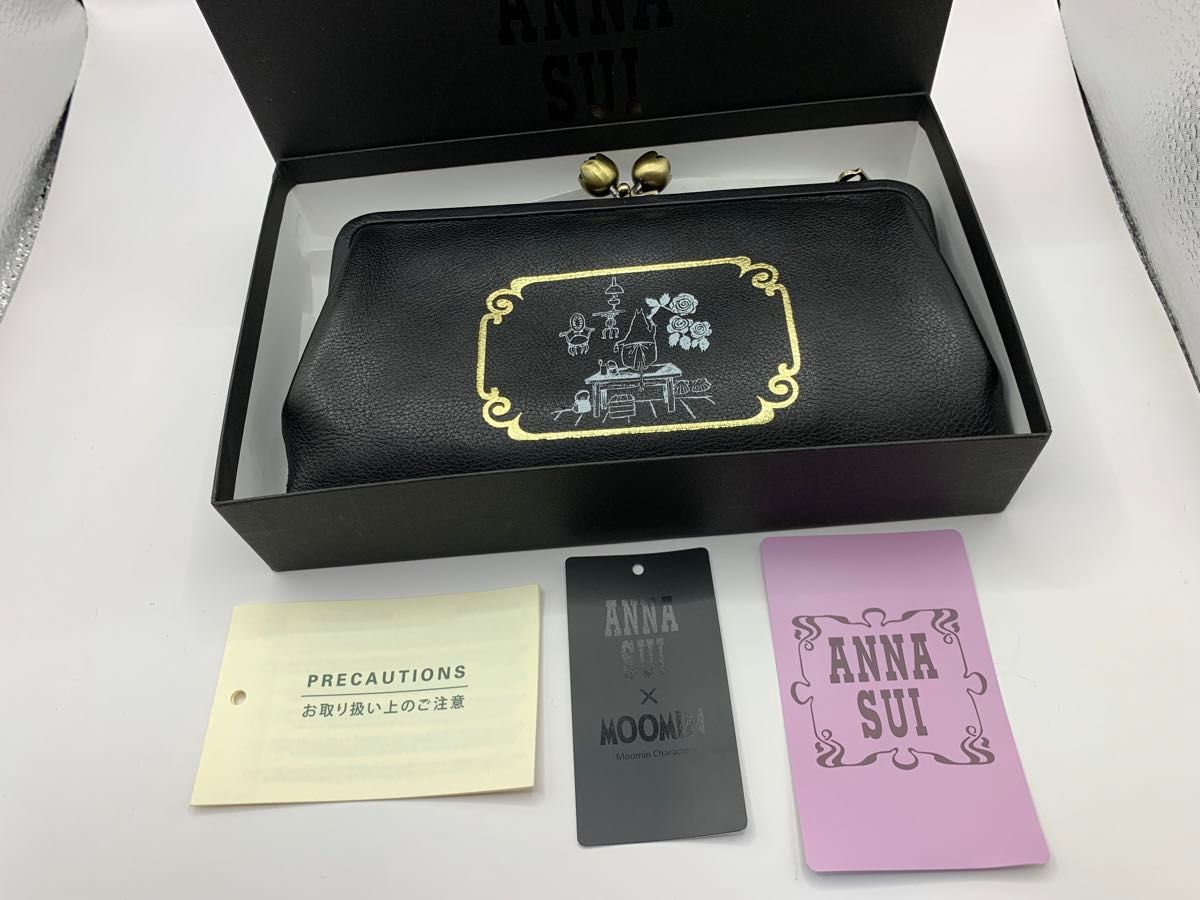 ANNA
SUI
PRECAUTIONS
お取り扱い上のご注意
ANNA
SUI
×
MOOMIN
Moomin Characters
ANNA
SUI